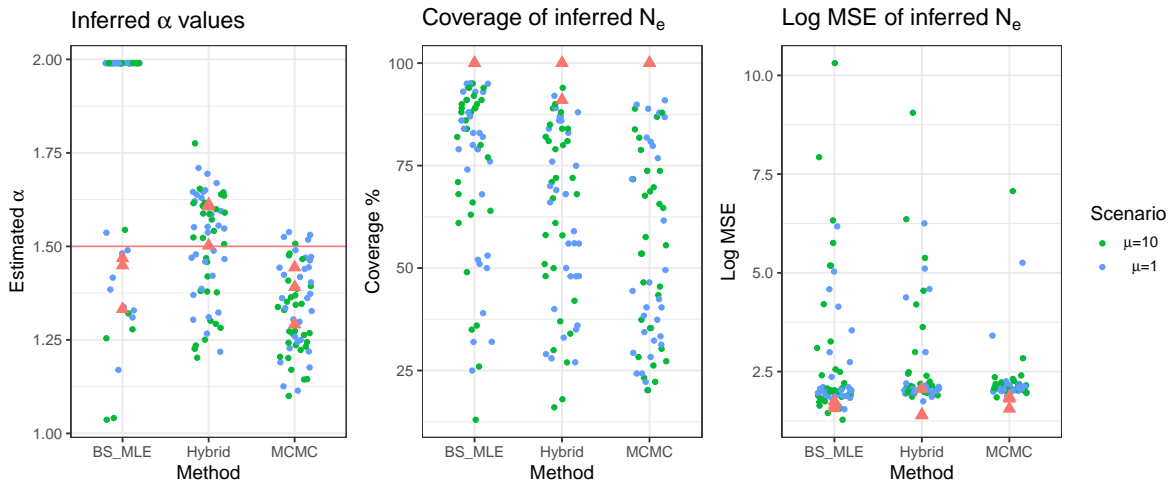 Inferred α values
Coverage of inferred Nₑ
Log MSE of inferred Nₑ
Estimated α
2.00
1.75
1.50
1.25
1.00
BS_MLE
Hybrid
MCMC
Method
Coverage %
100
75
50
25
BS_MLE
Hybrid
MCMC
Method
Log MSE
10.0
7.5
5.0
2.5
BS_MLE
Hybrid
MCMC
Method
Scenario
μ=10
μ=1